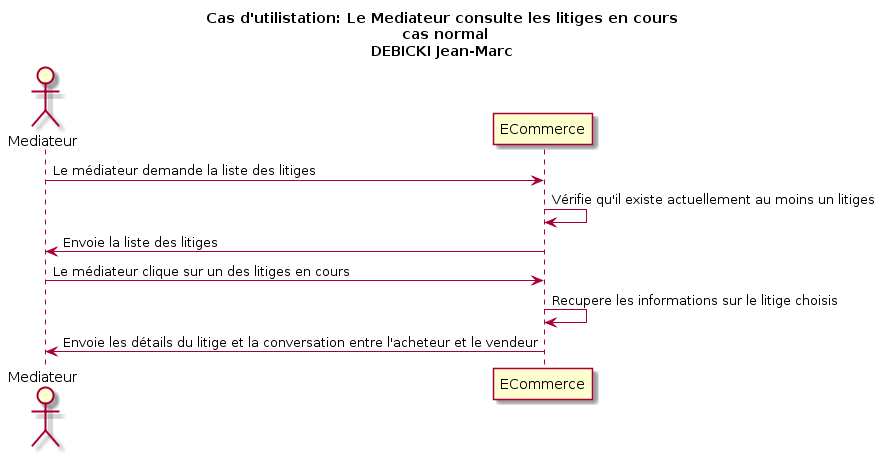 Cas d'utilistation: Le Mediateur consulte les litiges en cours
cas normal
DEBICKI Jean-Marc
Mediateur
ECommerce
Le médiateur demande la liste des litiges
Vérifie qu'il existe actuellement au moins un litiges
Envoie la liste des litiges
Le médiateur clique sur un des litiges en cours
Recupere les informations sur le litige choisis
Envoie les détails du litige et la conversation entre l'acheteur et le vendeur
Mediateur
ECommerce